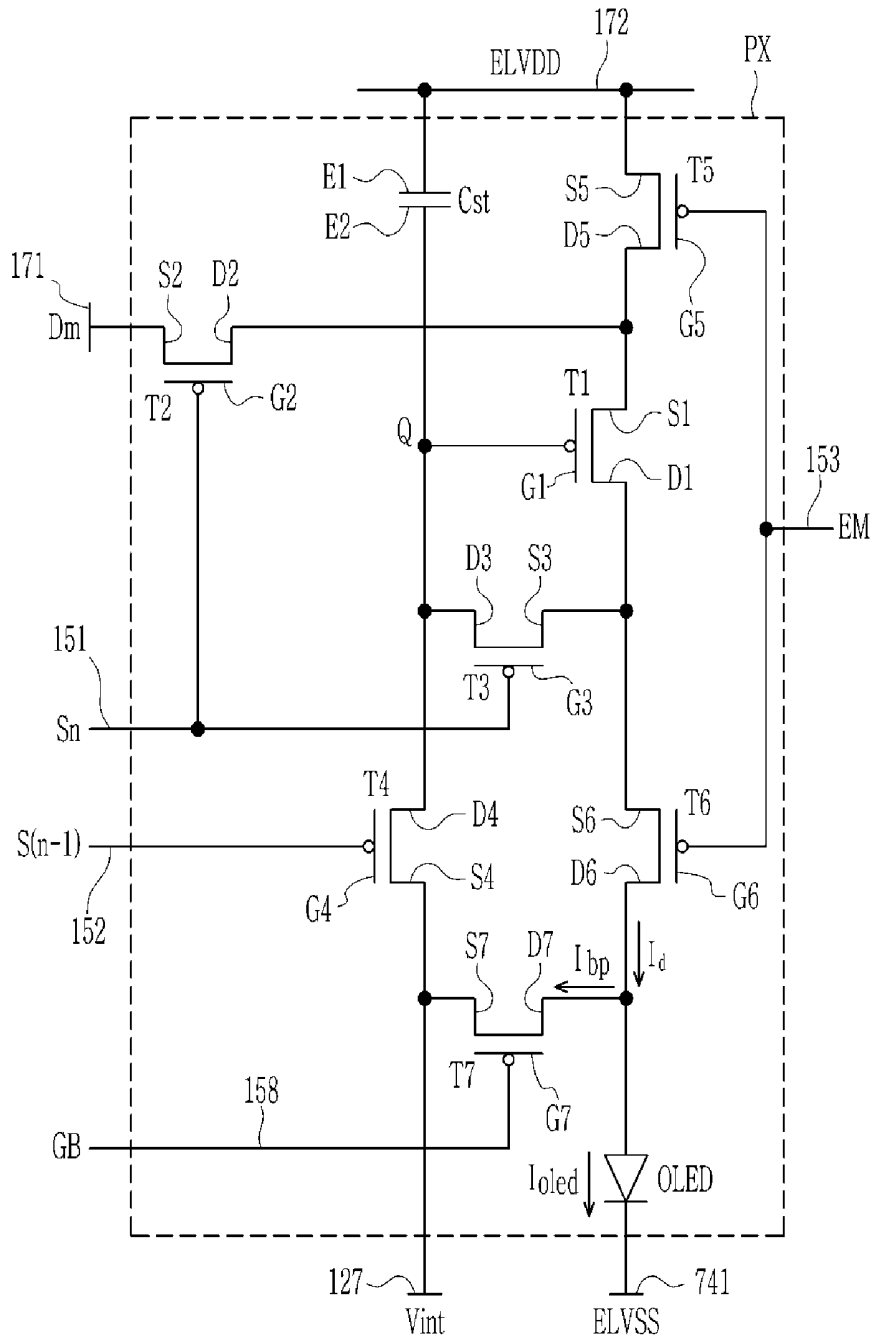 172
ELVDD
PX
E1
S5
T5
Cst
E2
D5
171
S2
D2
Dm
G5
T2
G2
T1
S1
Q
G1
D1
153
EM
D3
S3
151
T3
G3
Sn
T4
T6
D4
S6
S(n-1)
S4
D6
G4
G6
152
S7
D7
Ibp
Id
T7
G7
158
GB
Ioled
OLED
127
741
Vint
ELVSS